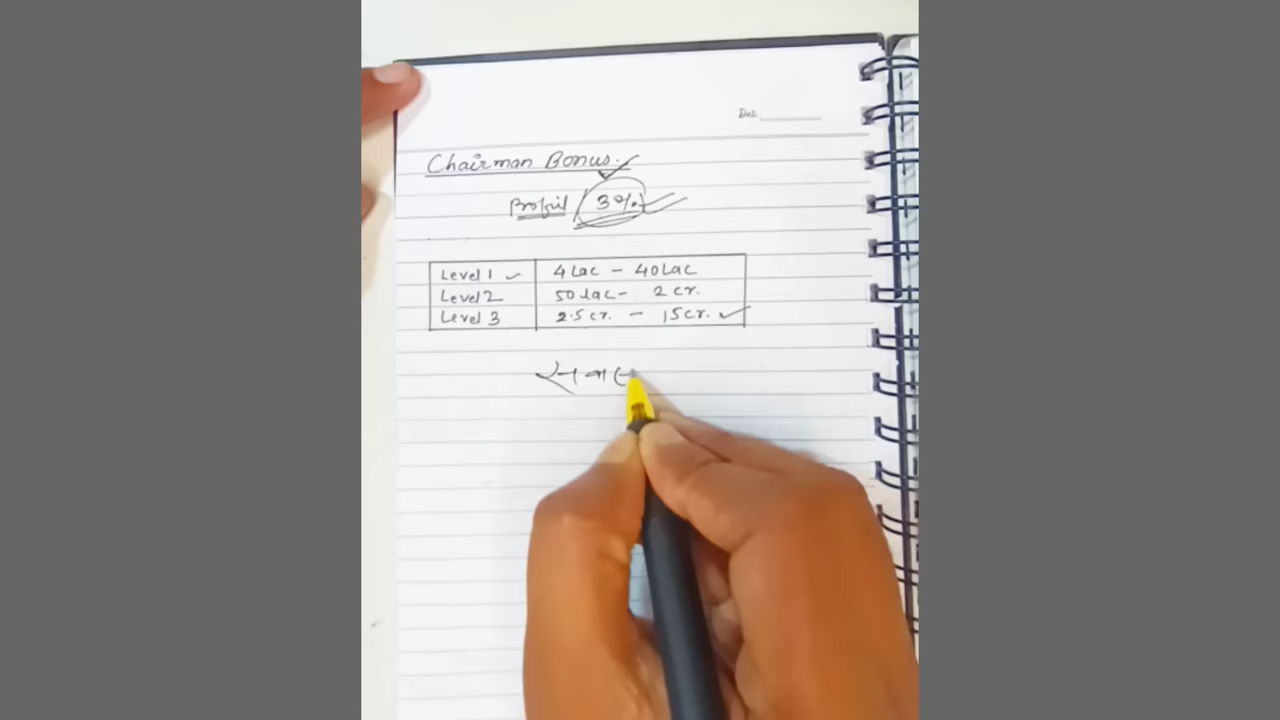 Date
Chairman Bonus.
Profit 3%
Level 1 4 Lac - 40 Lac
Level 2 50 lac - 2 cr.
Level 3 2.5 cr. - 15 cr.